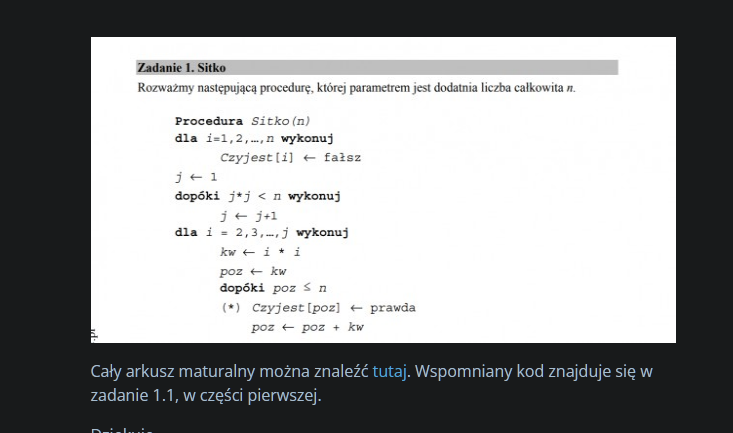 Zadanie 1. Sitko
Rozważmy następującą procedurę, której parametrem jest dodatnia liczba całkowita n.
Procedura Sitko(n)
dla i=1,2,…,n wykonuj
Czyjest[i] ← fałsz
j ← 1
dopóki j*j < n wykonuj
j ← j+1
dla i = 2,3,…,j wykonuj
kw ← i * i
poz ← kw
dopóki poz ≤ n
(*) Czyjest[poz] ← prawda
poz ← poz + kw
Cały arkusz maturalny można znaleźć tutaj. Wspomniany kod znajduje się w
zadanie 1.1, w części pierwszej.